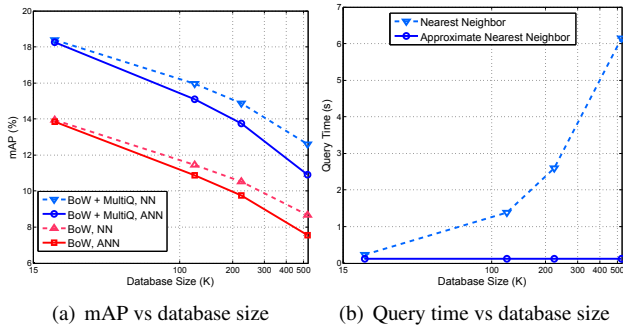 20
18
16
14
12
10
8
6
mAP (%)
BoW + MultiQ, NN
BoW + MultiQ, ANN
BoW, NN
BoW, ANN
15 100 200 300 400 500
Database Size (K)
(a) mAP vs database size
7
6
5
4
3
2
1
0
Query Time (s)
Nearest Neighbor
Approximate Nearest Neighbor
15 100 200 300 400 500
Database Size (K)
(b) Query time vs database size